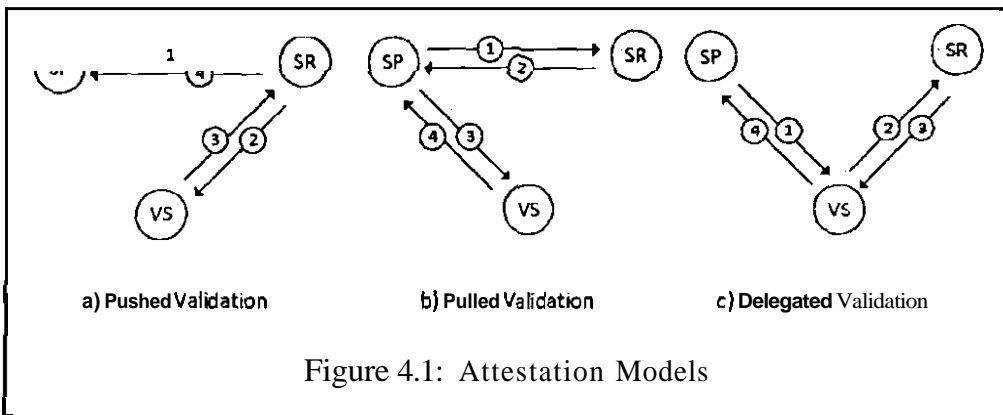 1
SR
4
3
2
VS
a) Pushed Validation
SP
1
SR
2
4
3
VS
b) Pulled Validation
SP
SR
4
1
2
3
VS
c) Delegated Validation
Figure 4.1: Attestation Models